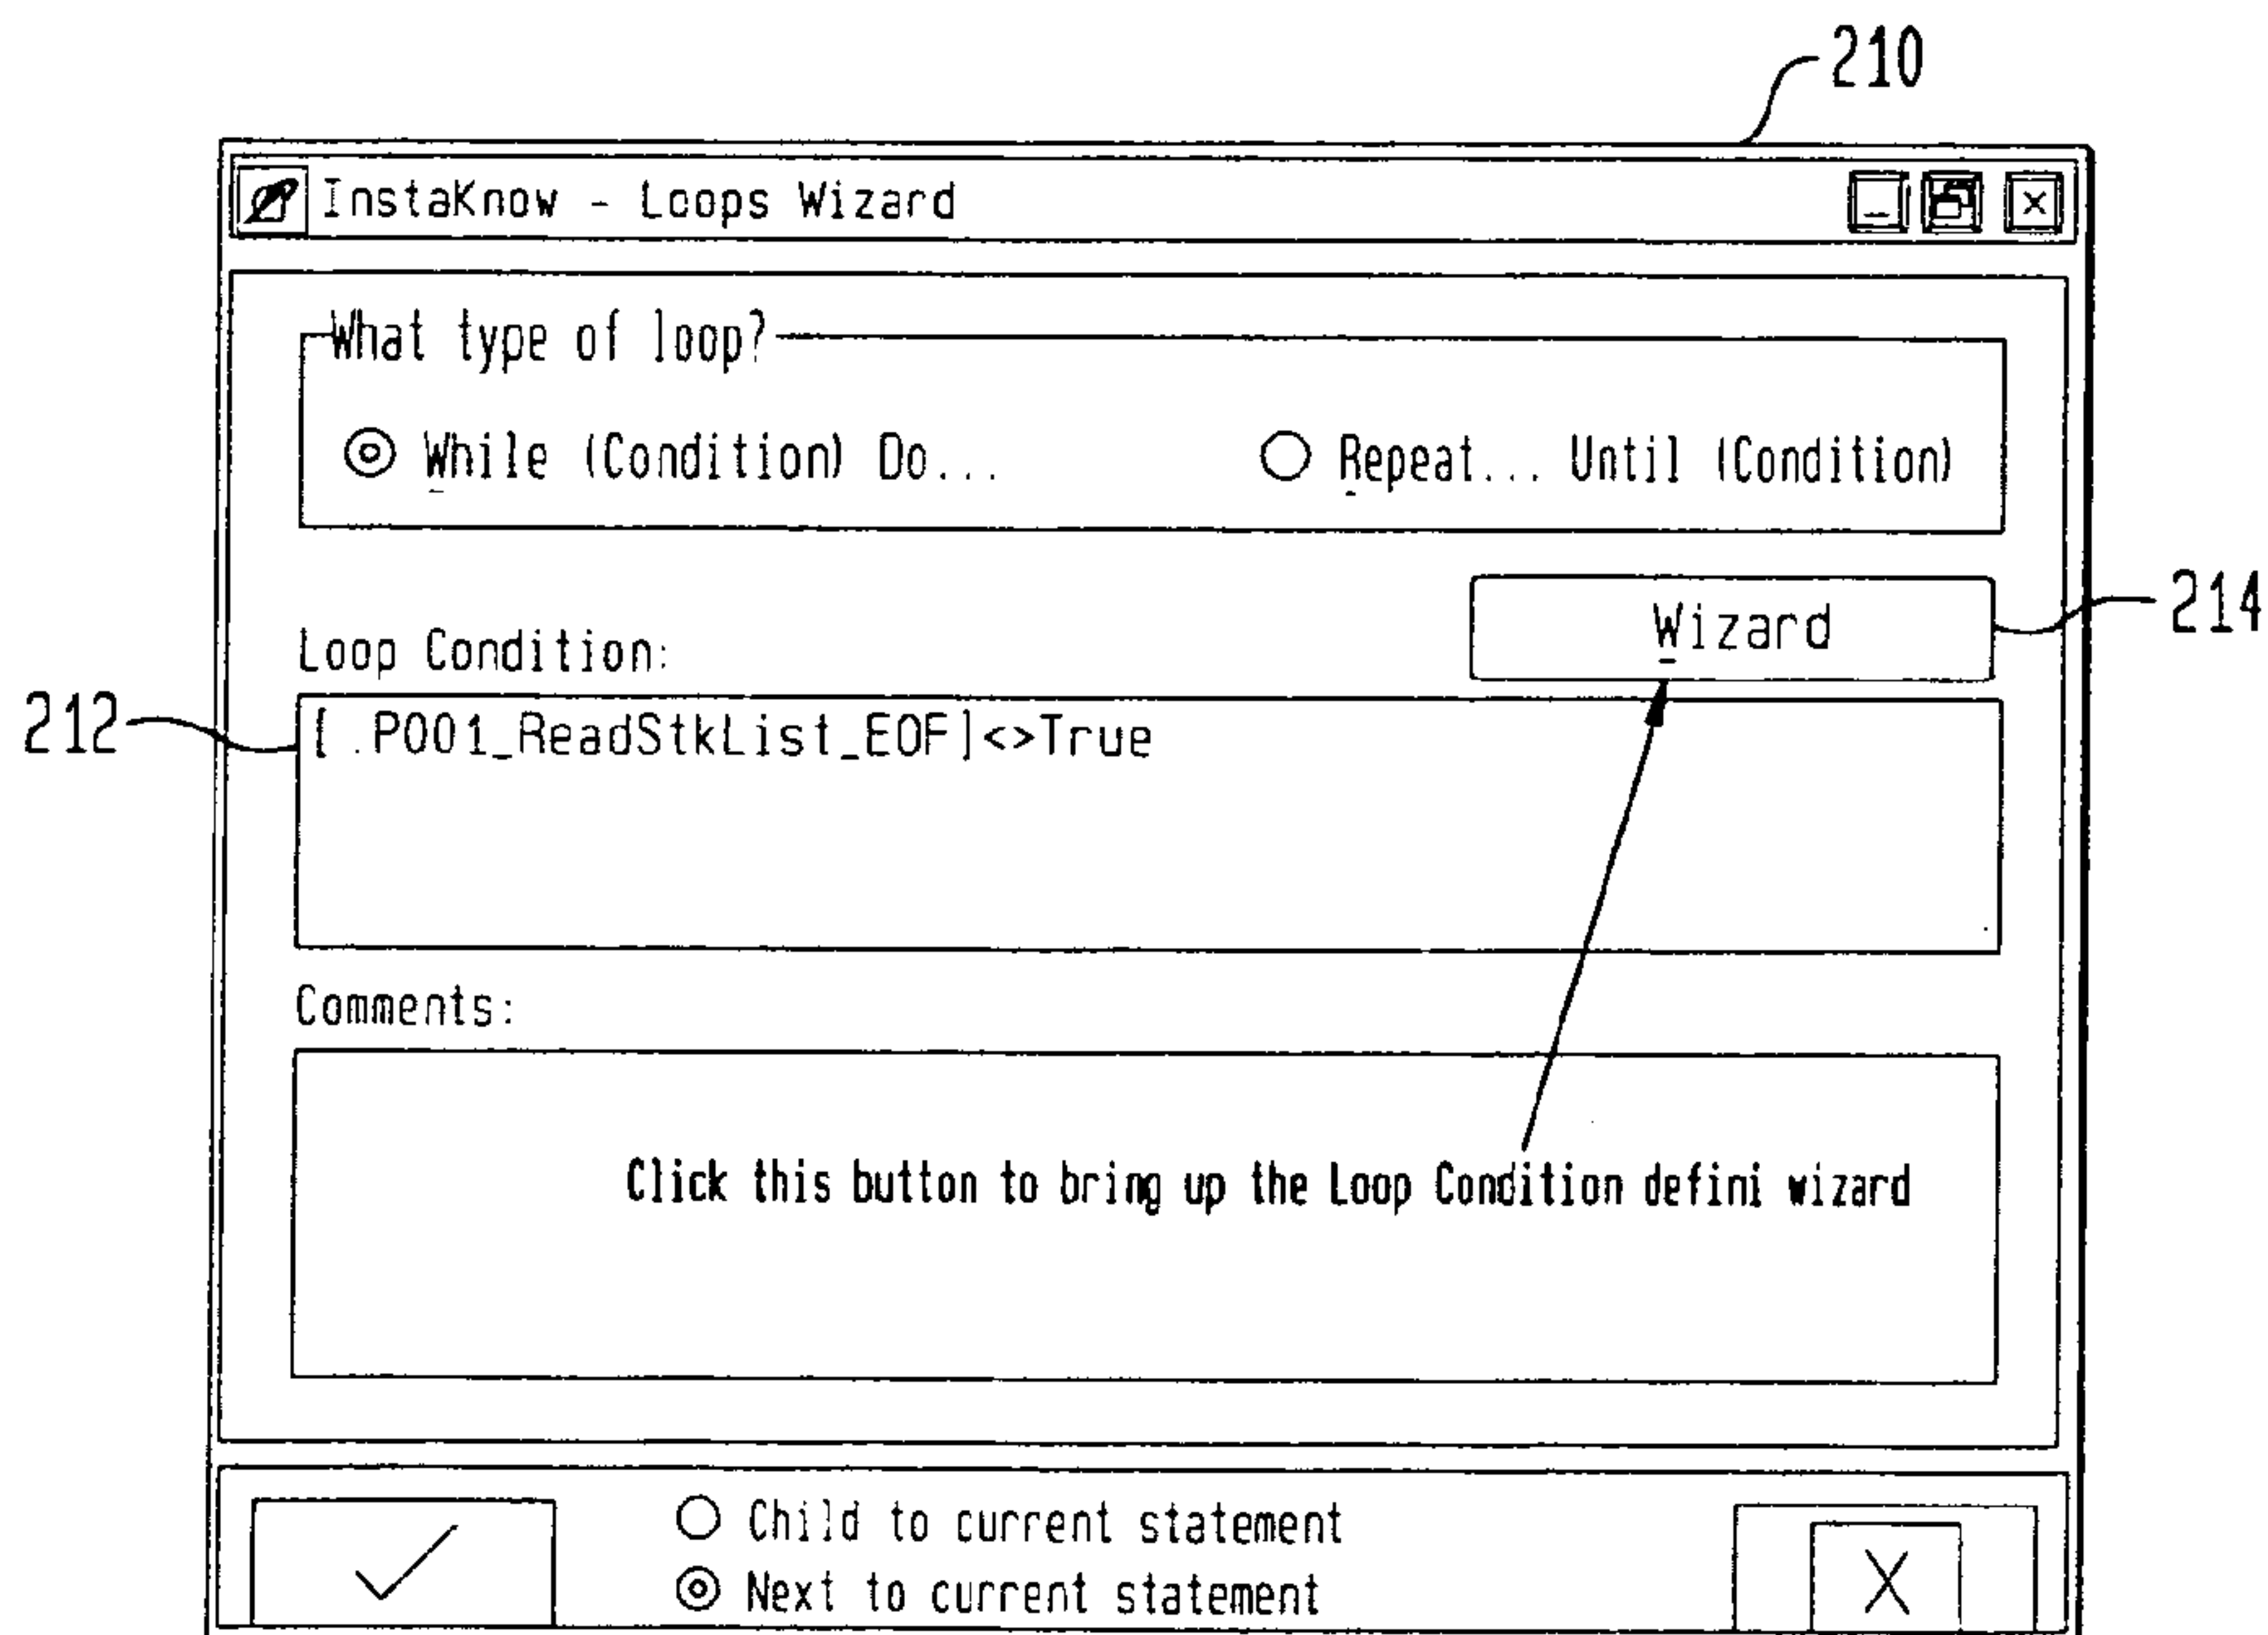 210
InstaKnow - Loops Wizard
What type of loop?
While (Condition) Do...
Repeat... Until (Condition)
Wizard
214
Loop Condition:
212
[.P001_ReadStkList_EOF]<>True
Comments:
Click this button to bring up the Loop Condition defini wizard
Child to current statement
Next to current statement